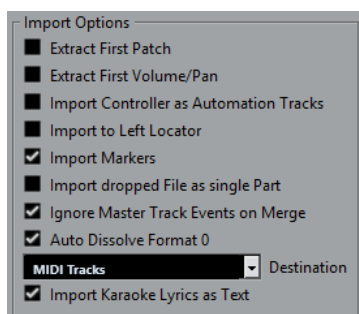 Import Options
Extract First Patch
Extract First Volume/Pan
Import Controller as Automation Tracks
Import to Left Locator
Import Markers
Import dropped File as single Part
Ignore Master Track Events on Merge
Auto Dissolve Format 0
MIDI Tracks Destination
Import Karaoke Lyrics as Text